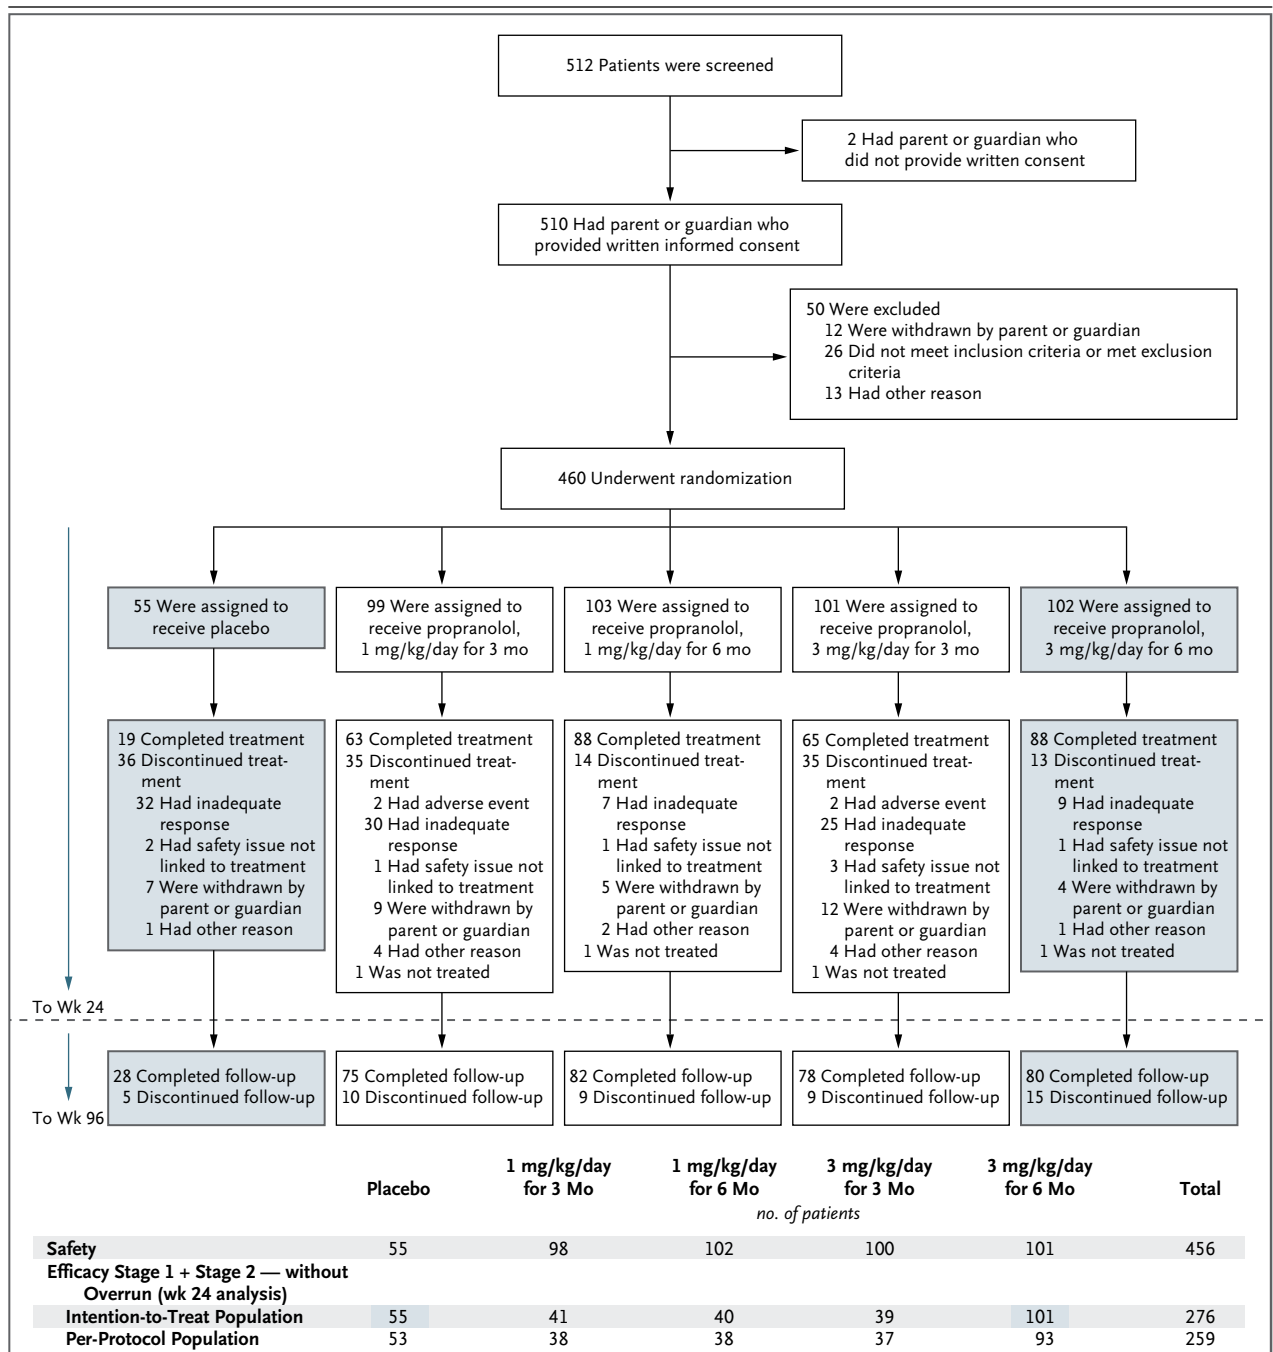 512 Patients were screened
2 Had parent or guardian who
did not provide written consent
510 Had parent or guardian who
provided written informed consent
50 Were excluded
12 Were withdrawn by parent or guardian
26 Did not meet inclusion criteria or met exclusion
criteria
13 Had other reason
460 Underwent randomization
55 Were assigned to
receive placebo
99 Were assigned to
receive propranolol,
1 mg/kg/day for 3 mo
103 Were assigned to
receive propranolol,
1 mg/kg/day for 6 mo
101 Were assigned to
receive propranolol,
3 mg/kg/day for 3 mo
102 Were assigned to
receive propranolol,
3 mg/kg/day for 6 mo
19 Completed treatment
36 Discontinued treat-
ment
32 Had inadequate
response
2 Had safety issue not
linked to treatment
7 Were withdrawn by
parent or guardian
1 Had other reason
63 Completed treatment
35 Discontinued treat-
ment
2 Had adverse event
30 Had inadequate
response
1 Had safety issue not
linked to treatment
9 Were withdrawn by
parent or guardian
4 Had other reason
1 Was not treated
88 Completed treatment
14 Discontinued treat-
ment
7 Had inadequate
response
1 Had safety issue not
linked to treatment
5 Were withdrawn by
parent or guardian
2 Had other reason
1 Was not treated
65 Completed treatment
35 Discontinued treat-
ment
2 Had adverse event
25 Had inadequate
response
3 Had safety issue not
linked to treatment
12 Were withdrawn by
parent or guardian
4 Had other reason
1 Was not treated
88 Completed treatment
13 Discontinued treat-
ment
9 Had inadequate
response
1 Had safety issue not
linked to treatment
4 Were withdrawn by
parent or guardian
1 Had other reason
1 Was not treated
To Wk 24
28 Completed follow-up
5 Discontinued follow-up
75 Completed follow-up
10 Discontinued follow-up
82 Completed follow-up
9 Discontinued follow-up
78 Completed follow-up
9 Discontinued follow-up
80 Completed follow-up
15 Discontinued follow-up
To Wk 96
Placebo 1 mg/kg/day for 3 Mo 1 mg/kg/day for 6 Mo 3 mg/kg/day for 3 Mo 3 mg/kg/day for 6 Mo Total
no. of patients
Safety 55 98 102 100 101 456
Efficacy Stage 1 + Stage 2 — without
Overrun (wk 24 analysis)
Intention-to-Treat Population 55 41 40 39 101 276
Per-Protocol Population 53 38 38 37 93 259